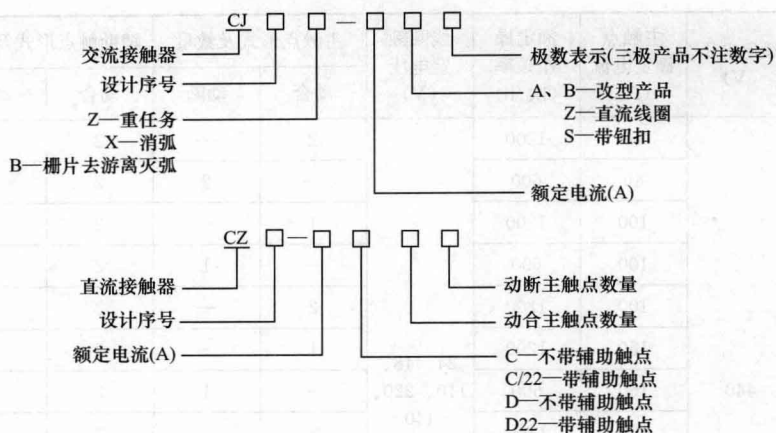 CJ □ □ — □ □ □
交流接触器
极数表示(三极产品不注数字)
设计序号
A、B—改型产品
Z—直流线圈
S—带钮扣
Z—重任务
X—消弧
B—栅片去游离灭弧
额定电流(A)
CZ □ — □ □ □ □
直流接触器
动断主触点数量
设计序号
动合主触点数量
额定电流(A)
C—不带辅助触点
C/22—带辅助触点
D—不带辅助触点
D22—带辅助触点